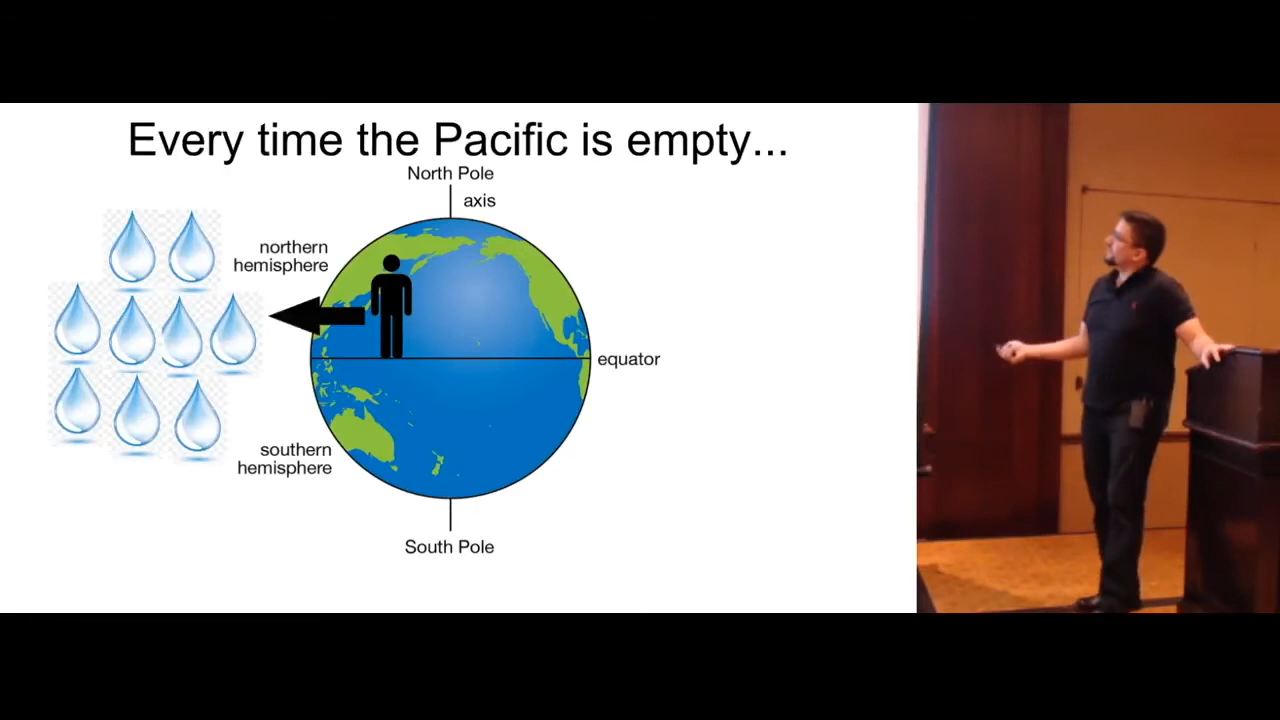 Every time the Pacific is empty...
North Pole
axis
northern
hemisphere
equator
southern
hemisphere
South Pole